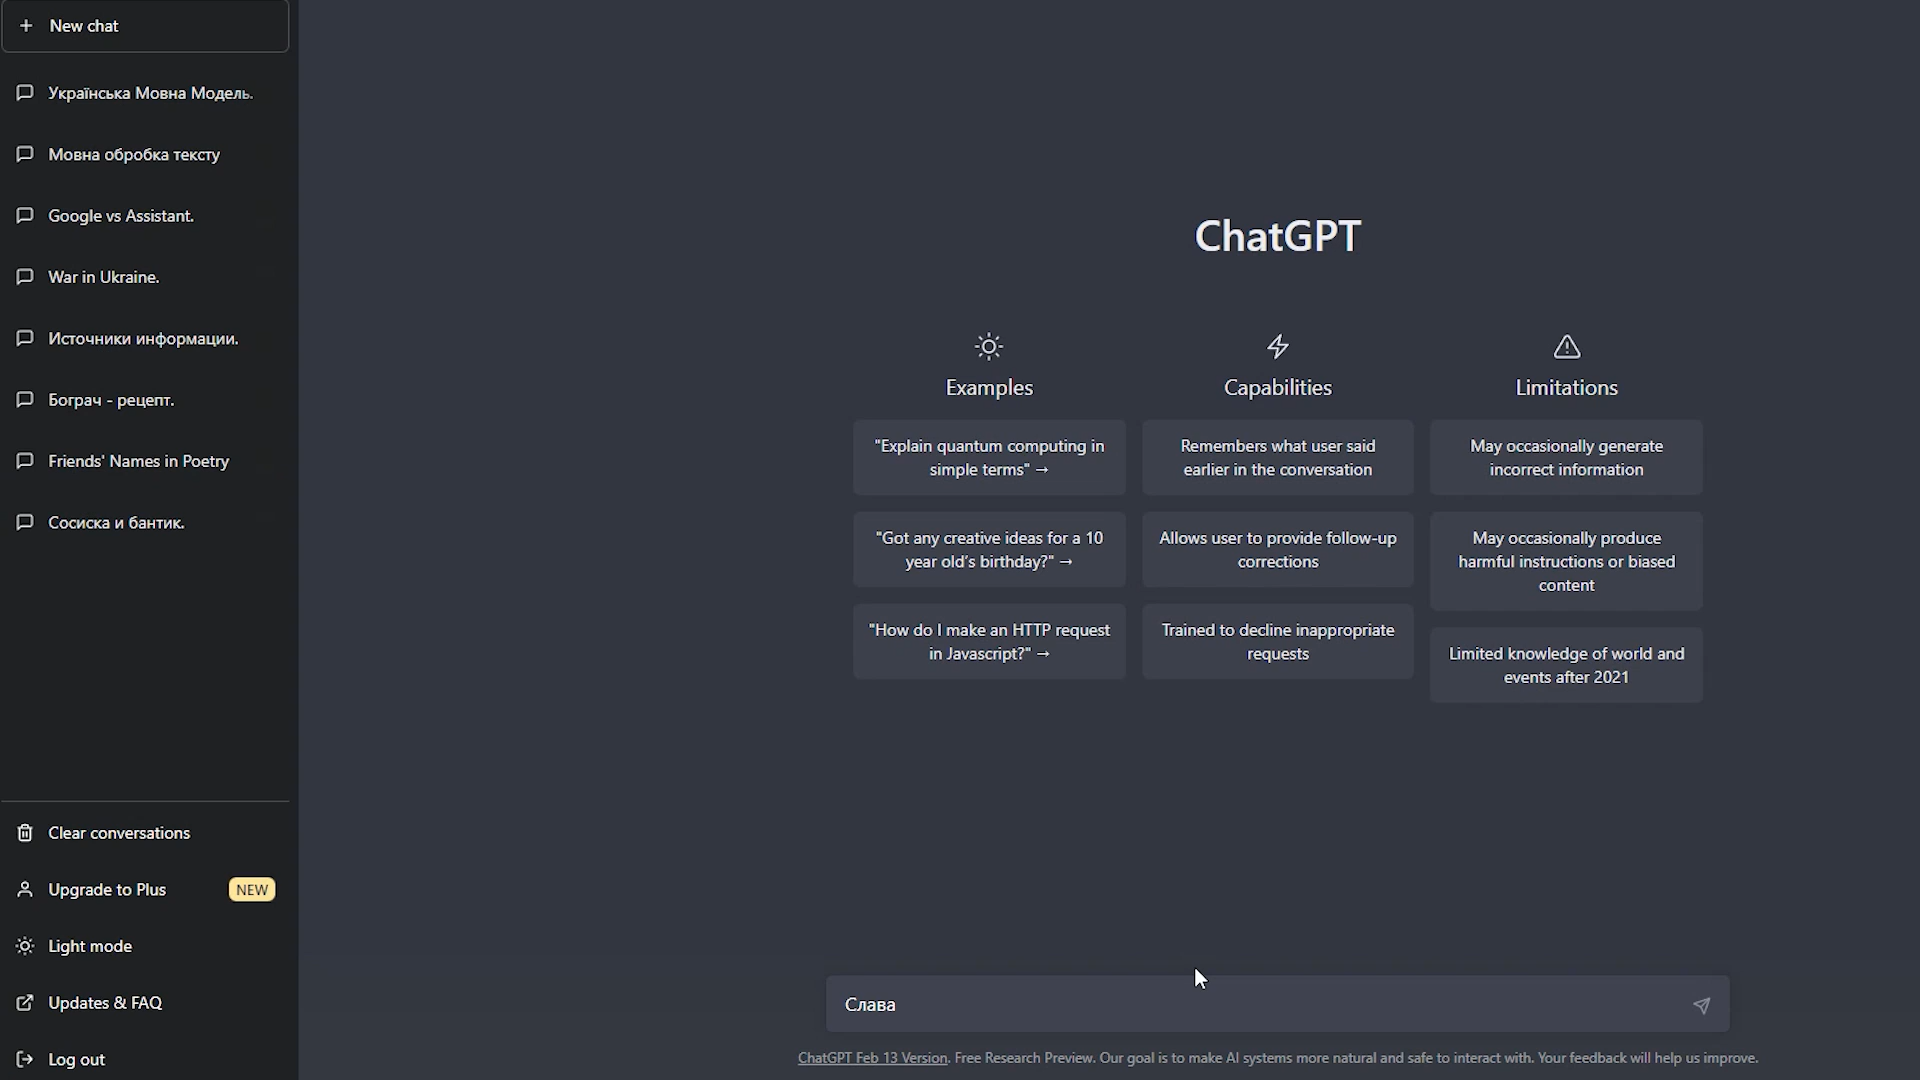 New chat
Українська Мовна Модель.
Мовна обробка тексту
Google vs Assistant.
War in Ukraine.
Источники информации.
Бограч - рецепт.
Friends' Names in Poetry
Сосиска и бантик.
Clear conversations
Upgrade to Plus NEW
Light mode
Updates & FAQ
Log out
ChatGPT
Examples
"Explain quantum computing in
simple terms" →
"Got any creative ideas for a 10
year old's birthday?" →
"How do I make an HTTP request
in Javascript?" →
Capabilities
Remembers what user said
earlier in the conversation
Allows user to provide follow-up
corrections
Trained to decline inappropriate
requests
Limitations
May occasionally generate
incorrect information
May occasionally produce
harmful instructions or biased
content
Limited knowledge of world and
events after 2021
Слава
ChatGPT Feb 13 Version. Free Research Preview. Our goal is to make AI systems more natural and safe to interact with. Your feedback will help us improve.